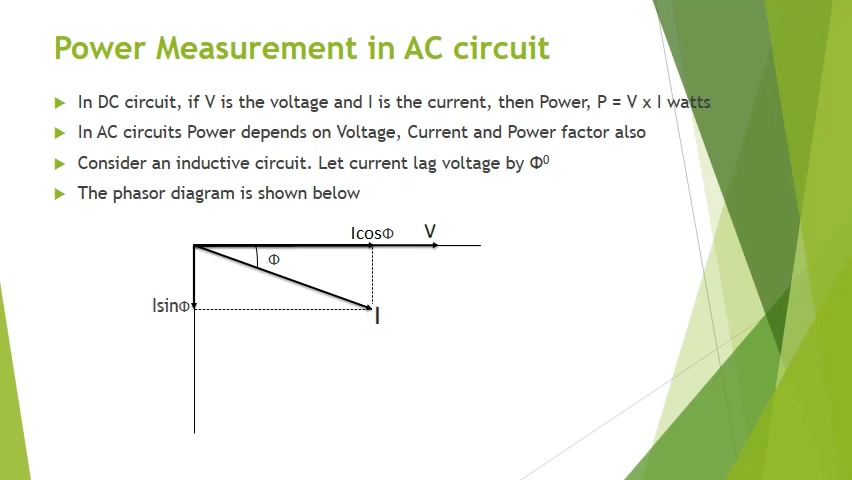 Power Measurement in AC circuit
In DC circuit, if V is the voltage and I is the current, then Power, P = V x I watts
In AC circuits Power depends on Voltage, Current and Power factor also
Consider an inductive circuit. Let current lag voltage by Φ⁰
The phasor diagram is shown below
IcosΦ
V
Φ
IsinΦ
I